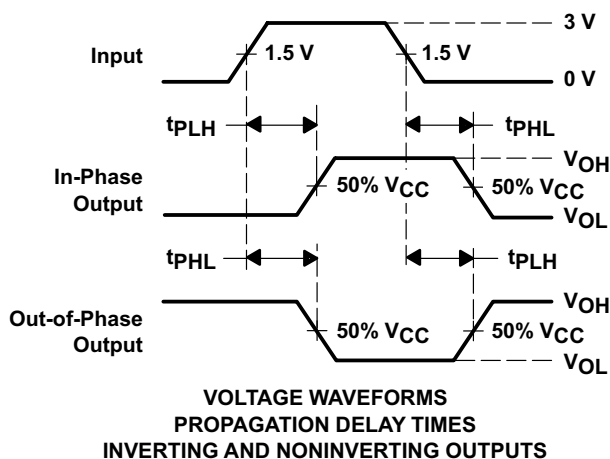 3 V
Input
1.5 V
1.5 V
0 V
tPLH
tPHL
VOH
In-Phase
Output
50% VCC
50% VCC
VOL
tPHL
tPLH
VOH
Out-of-Phase
Output
50% VCC
50% VCC
VOL
VOLTAGE WAVEFORMS
PROPAGATION DELAY TIMES
INVERTING AND NONINVERTING OUTPUTS